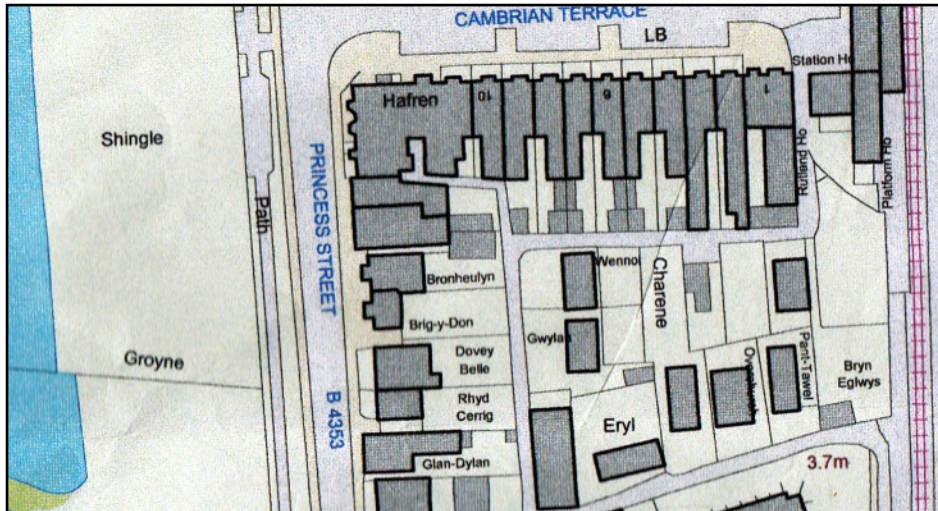 CAMBRIAN TERRACE
LB
Station Ho
Hafren
10
6
1
Shingle
PRINCESS STREET
Path
Rutland Ho
Platform Ho
Bronheulyn
Wennol
Charene
Brig-y-Don
Gwylan
Groyne
Dovey
Belle
Pant-Tawel
Bryn
Eglwys
B 4353
Rhyd
Cerrig
Eryl
Glan-Dylan
3.7m